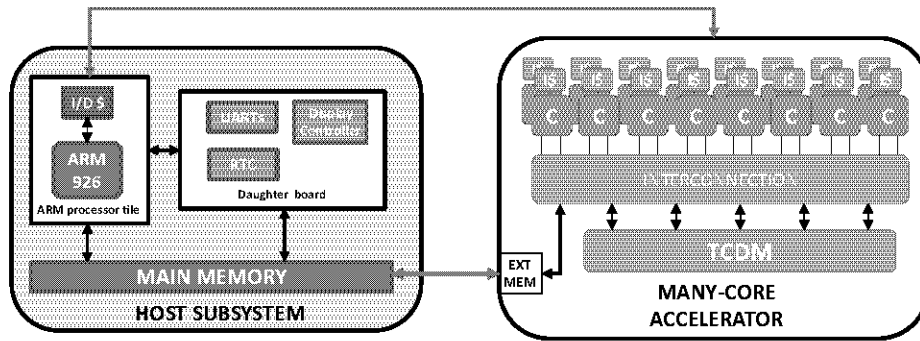 I/D $
ARM
926
ARM processor tile
UARTs
Display
Controller
RTC
Daughter board
MAIN MEMORY
HOST SUBSYSTEM
I$ I$ I$ I$ I$ I$ I$ I$
C C C C C C C C
INTERCONNECTIO
TCDM
EXT
MEM
MANY-CORE
ACCELERATOR